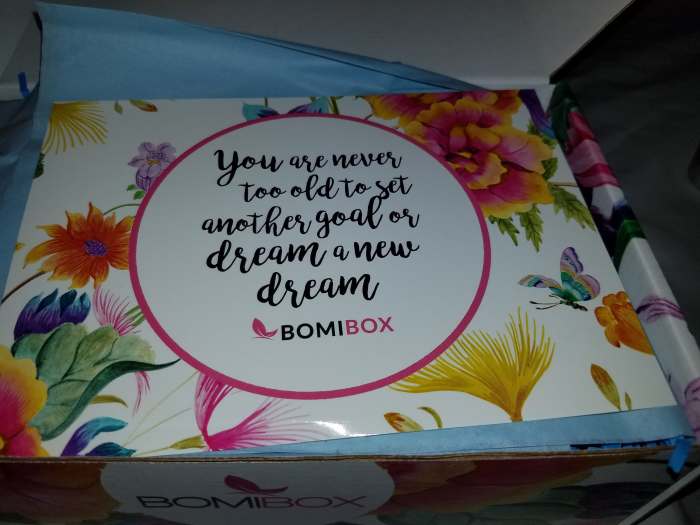 You are never
too old to set
another goal or
dream a new
dream
BOMIBOX
BOMIBOX